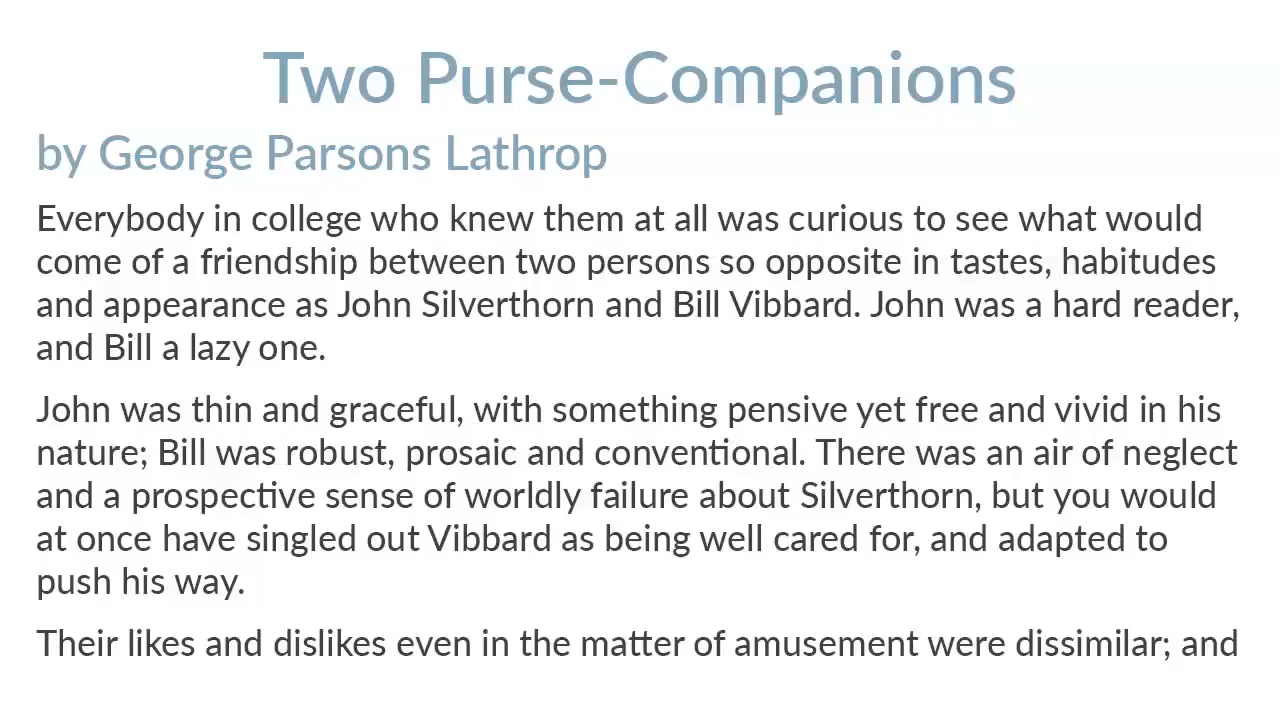 Two Purse-Companions
by George Parsons Lathrop
Everybody in college who knew them at all was curious to see what would
come of a friendship between two persons so opposite in tastes, habitudes
and appearance as John Silverthorn and Bill Vibbard. John was a hard reader,
and Bill a lazy one.
John was thin and graceful, with something pensive yet free and vivid in his
nature; Bill was robust, prosaic and conventional. There was an air of neglect
and a prospective sense of worldly failure about Silverthorn, but you would
at once have singled out Vibbard as being well cared for, and adapted to
push his way.
Their likes and dislikes even in the matter of amusement were dissimilar; and